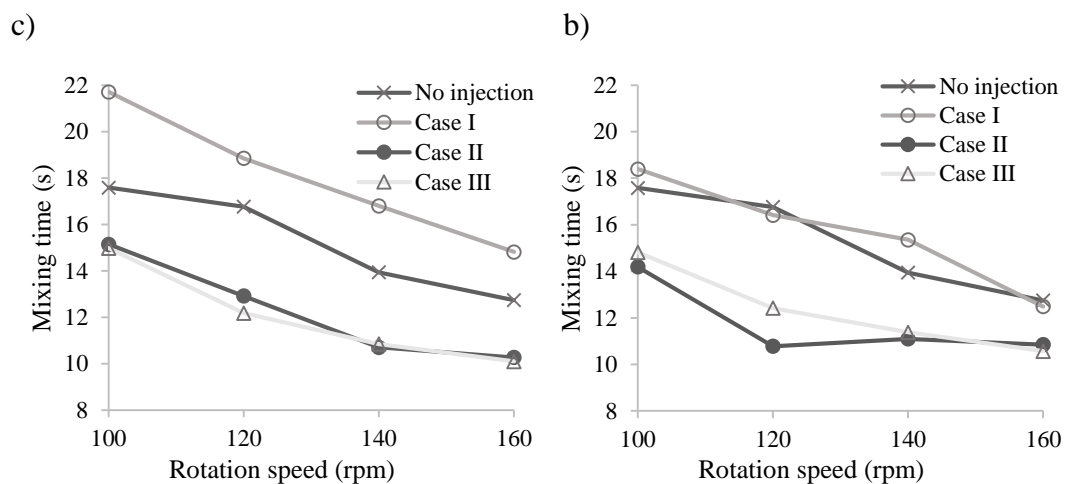 c)
22
20
18
16
14
12
10
8
Mixing time (s)
No injection
Case I
Case II
Case III
100 120 140 160
Rotation speed (rpm)
b)
22
20
18
16
14
12
10
8
Mixing time (s)
No injection
Case I
Case II
Case III
100 120 140 160
Rotation speed (rpm)